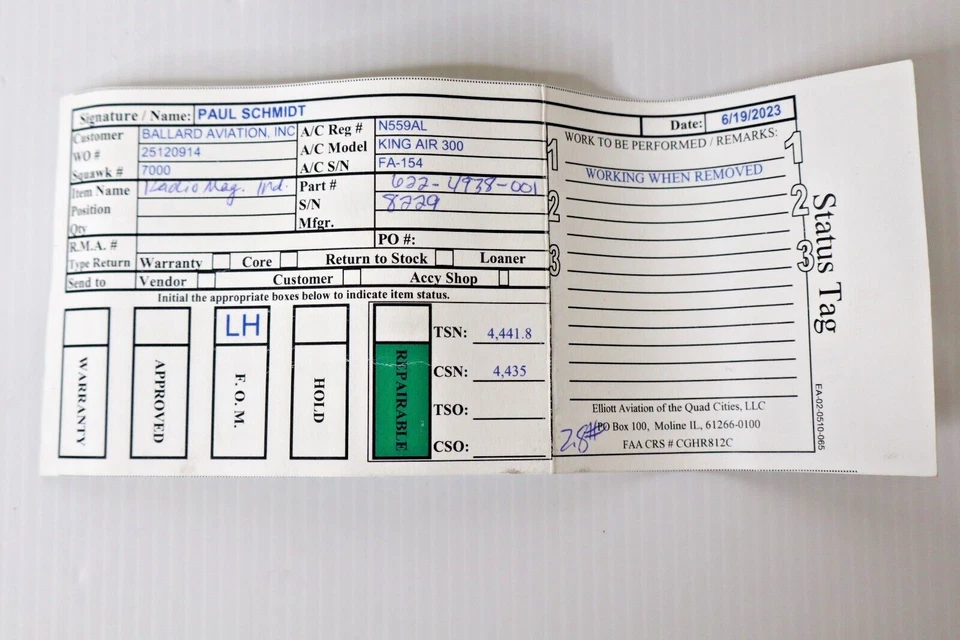 Signature / Name: PAUL SCHMIDT
Customer BALLARD AVIATION, INC A/C Reg # N559AL
WO # 25120914 A/C Model KING AIR 300
Squawk # 7000 A/C S/N FA-154
Item Name Radio Mag. Ind. Part # 622-4938-001
Position S/N 8229
Qty Mfgr.
R.M.A. # PO #:
Type Return Warranty Core Return to Stock Loaner
Send to Vendor Customer Accy Shop
Initial the appropriate boxes below to indicate item status.
LH
WARRANTY
APPROVED
F. O. M.
HOLD
REPAIRABLE
TSN: 4,441.8
CSN: 4,435
TSO:
CSO:
Date: 6/19/2023
WORK TO BE PERFORMED / REMARKS:
1 1
WORKING WHEN REMOVED
2 2
3 3
Elliott Aviation of the Quad Cities, LLC
PO Box 100, Moline IL, 61266-0100
FAA CRS # CGHR812C
28#
Status Tag
EA-02-0510-065